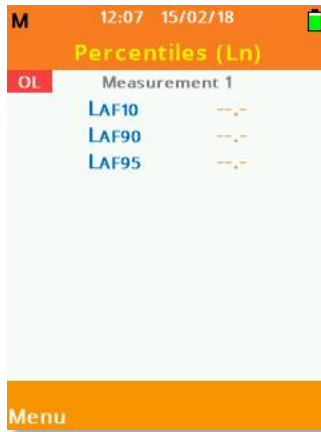 M 12:07 15/02/18
Percentiles (Ln)
OL Measurement 1
LAF10 --.-
LAF90 --.-
LAF95 --.-
Menu